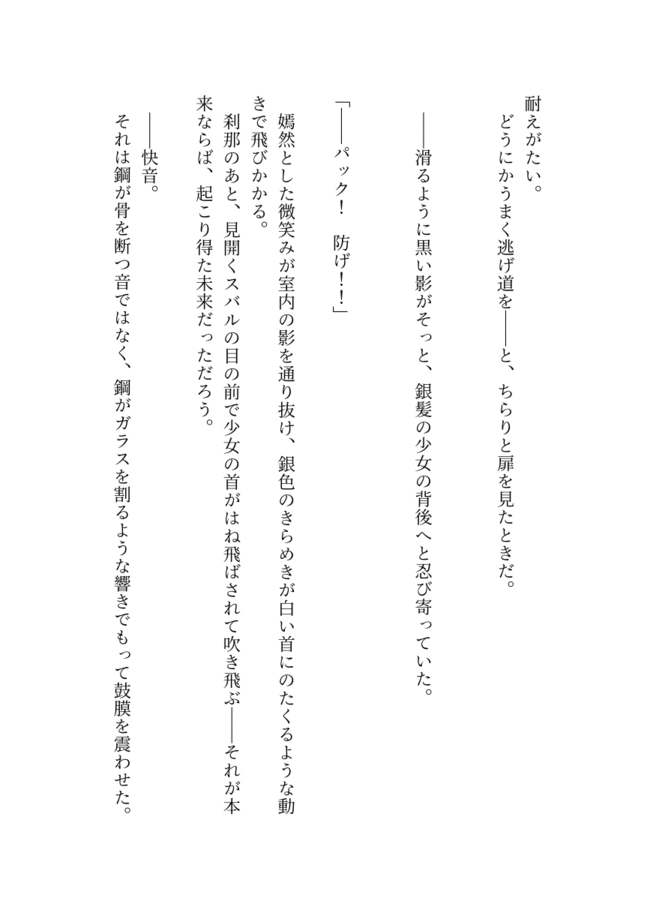 耐えがたい。
どうにかうまく逃げ道を――と、ちらりと扉を見たときだ。
――滑るように黒い影がそっと、銀髪の少女の背後へと忍び寄っていた。
「――パック!　防げ!!」
嫣然とした微笑みが室内の影を通り抜け、銀色のきらめきが白い首にのたくるような動
きで飛びかかる。
刹那のあと、見開くスバルの目の前で少女の首がはね飛ばされて吹き飛ぶ――それが本
来ならば、起こり得た未来だっただろう。
――快音。
それは鋼が骨を断つ音ではなく、鋼がガラスを割るような響きでもって鼓膜を震わせた。